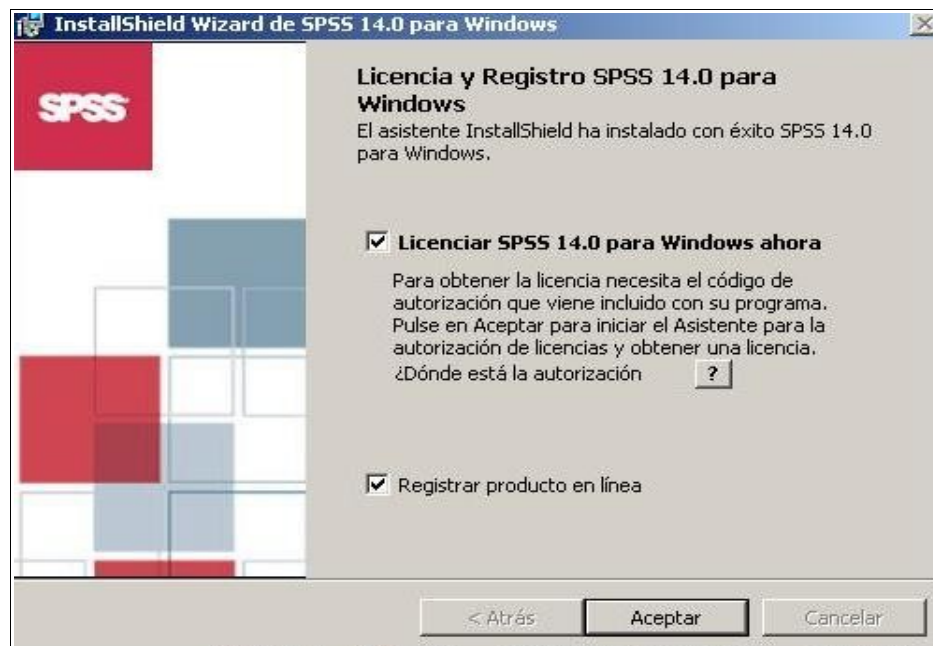 InstallShield Wizard de SPSS 14.0 para Windows
SPSS
Licencia y Registro SPSS 14.0 para
Windows
El asistente InstallShield ha instalado con éxito SPSS 14.0
para Windows.
Licenciar SPSS 14.0 para Windows ahora
Para obtener la licencia necesita el código de
autorización que viene incluido con su programa.
Pulse en Aceptar para iniciar el Asistente para la
autorización de licencias y obtener una licencia.
¿Dónde está la autorización ?
Registrar producto en línea
< Atrás Aceptar Cancelar